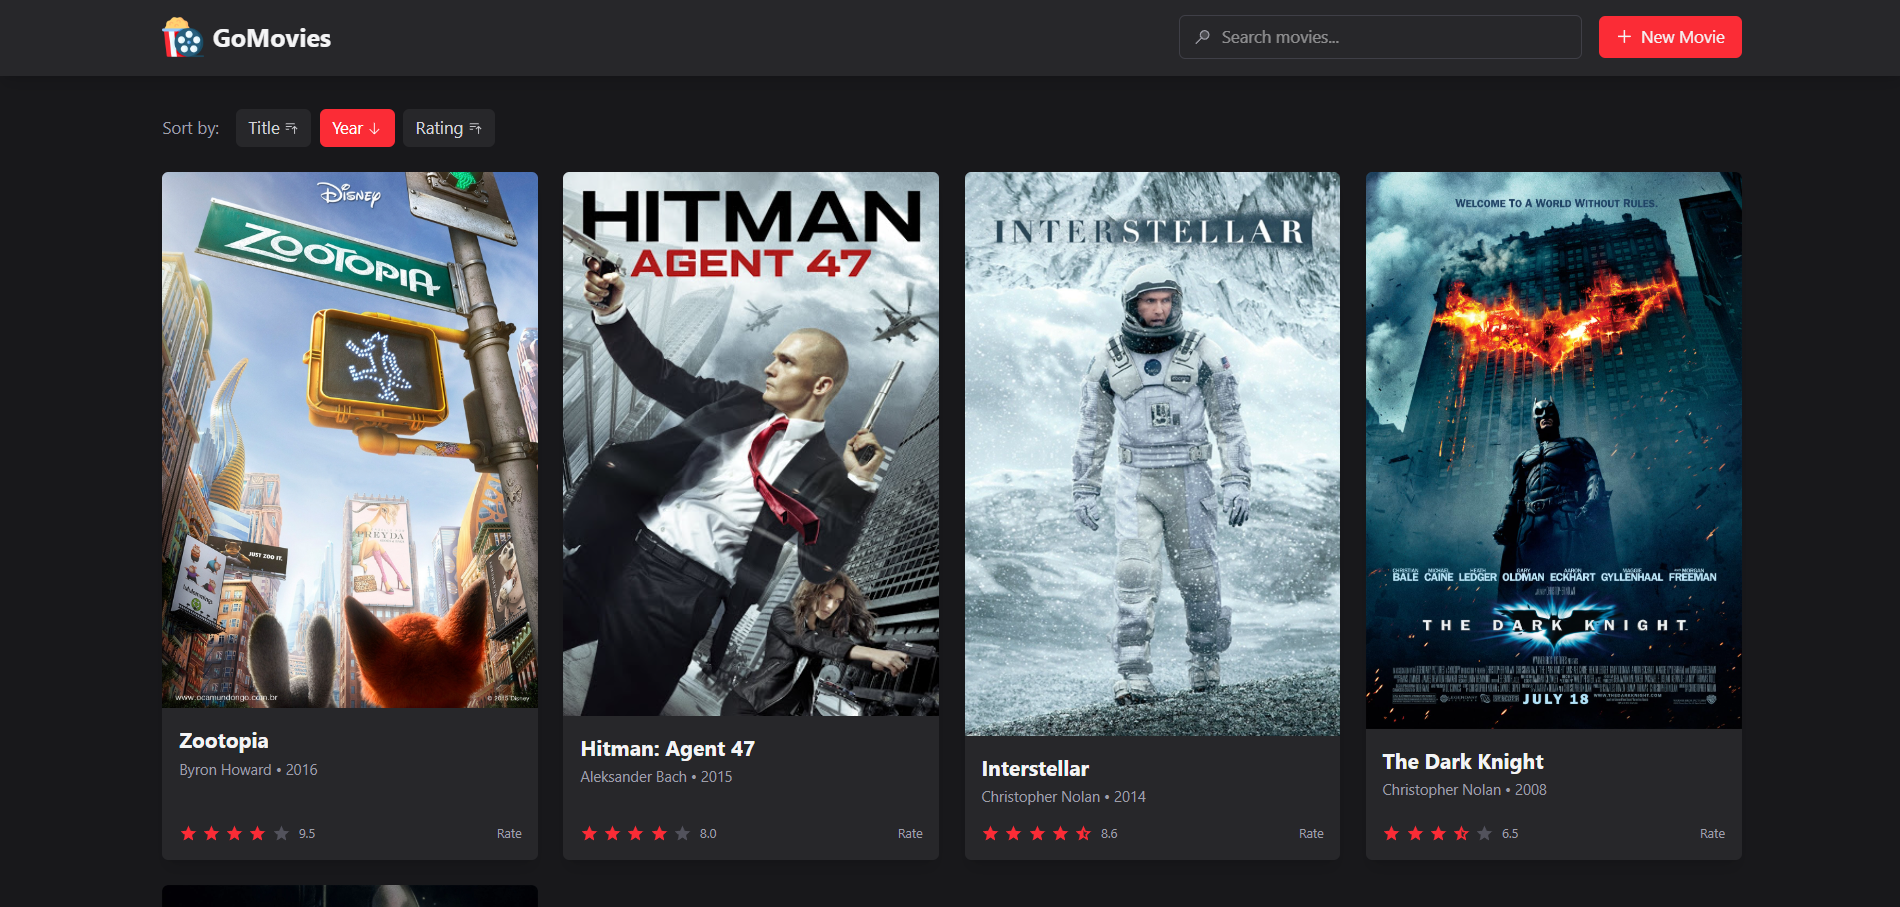 GoMovies
Search movies...
New Movie
Sort by:
Title
Year
Rating
Disney
ZOOTOPIA
PREYDA
JUST ZOO IT.
www.ocamundongo.com.br
© 2015 Disney
Zootopia
Byron Howard • 2016
9.5
Rate
HITMAN
AGENT 47
Hitman: Agent 47
Aleksander Bach • 2015
8.0
Rate
INTERSTELLAR
Interstellar
Christopher Nolan • 2014
8.6
Rate
WELCOME TO A WORLD WITHOUT RULES.
CHRISTIAN BALE MICHAEL CAINE HEATH LEDGER GARY OLDMAN AARON ECKHART MAGGIE GYLLENHAAL MORGAN FREEMAN
THE DARK KNIGHT
JULY 18
WWW.THEDARKKNIGHT.COM
The Dark Knight
Christopher Nolan • 2008
6.5
Rate